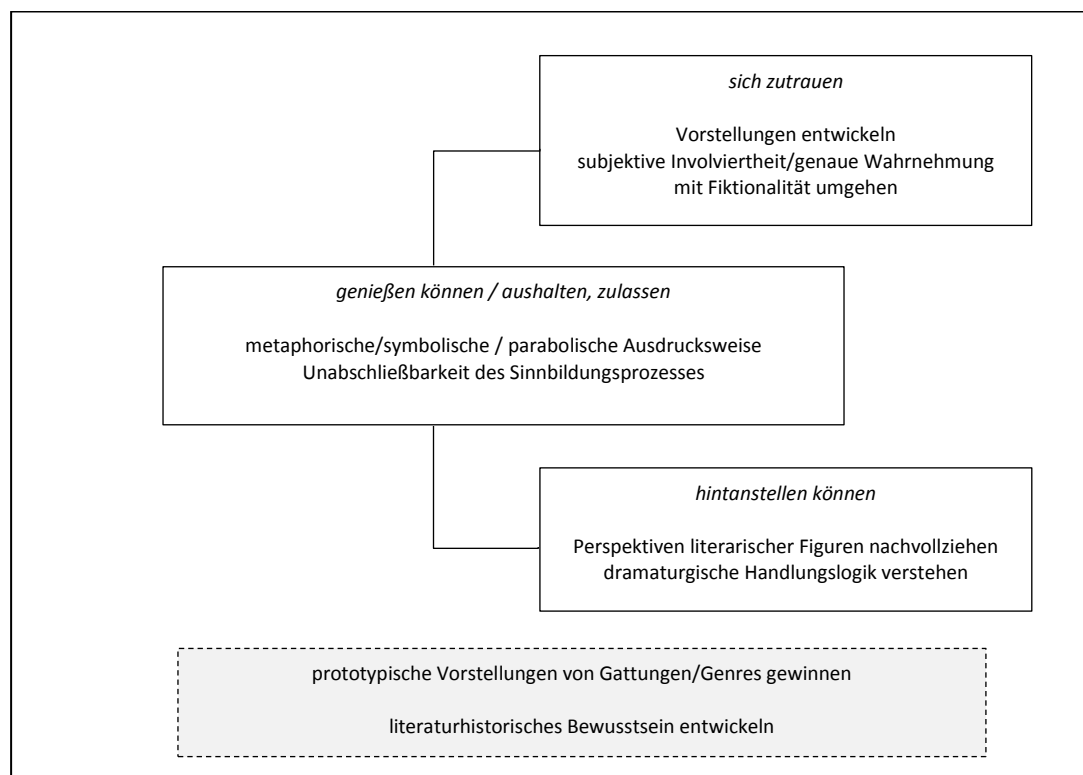 sich zutrauen
Vorstellungen entwickeln
subjektive Involviertheit/genaue Wahrnehmung
mit Fiktionalität umgehen
genießen können / aushalten, zulassen
metaphorische/symbolische / parabolische Ausdrucksweise
Unabschließbarkeit des Sinnbildungsprozesses
hintanstellen können
Perspektiven literarischer Figuren nachvollziehen
dramaturgische Handlungslogik verstehen
prototypische Vorstellungen von Gattungen/Genres gewinnen
literaturhistorisches Bewusstsein entwickeln